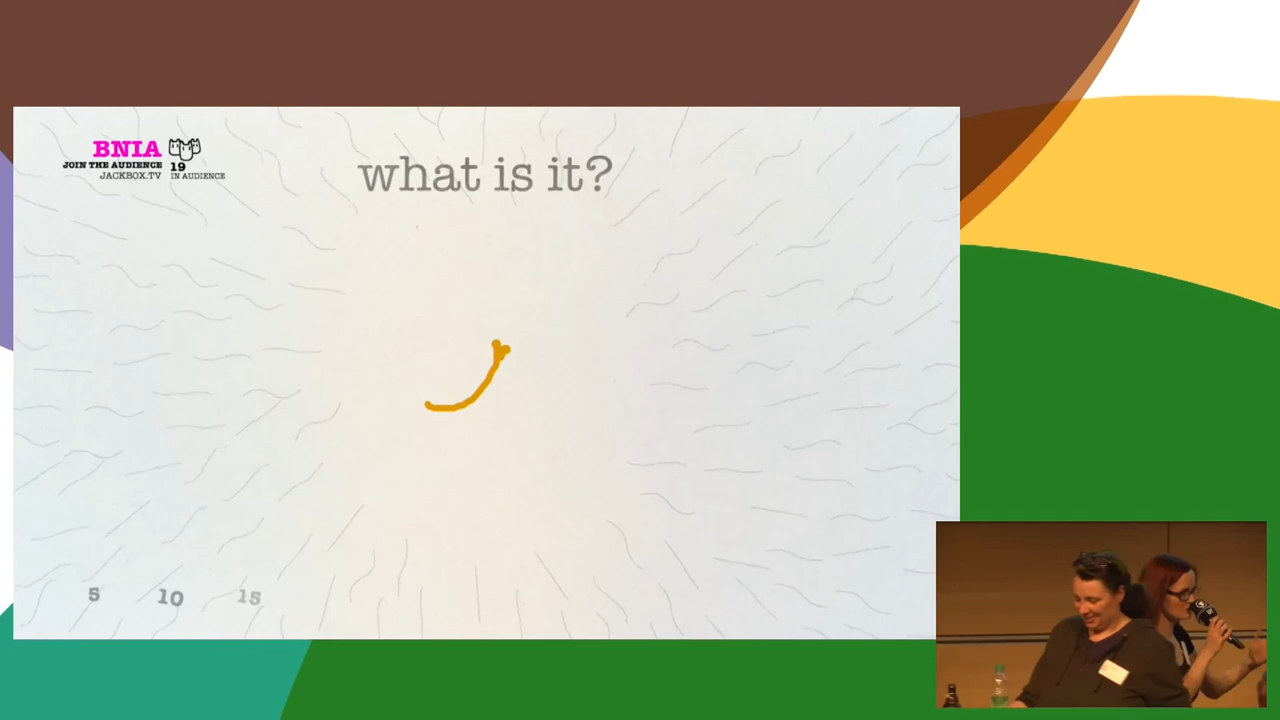 BNIA
JOIN THE AUDIENCE
JACKBOX.TV
19
IN AUDIENCE
what is it?
5 10 15